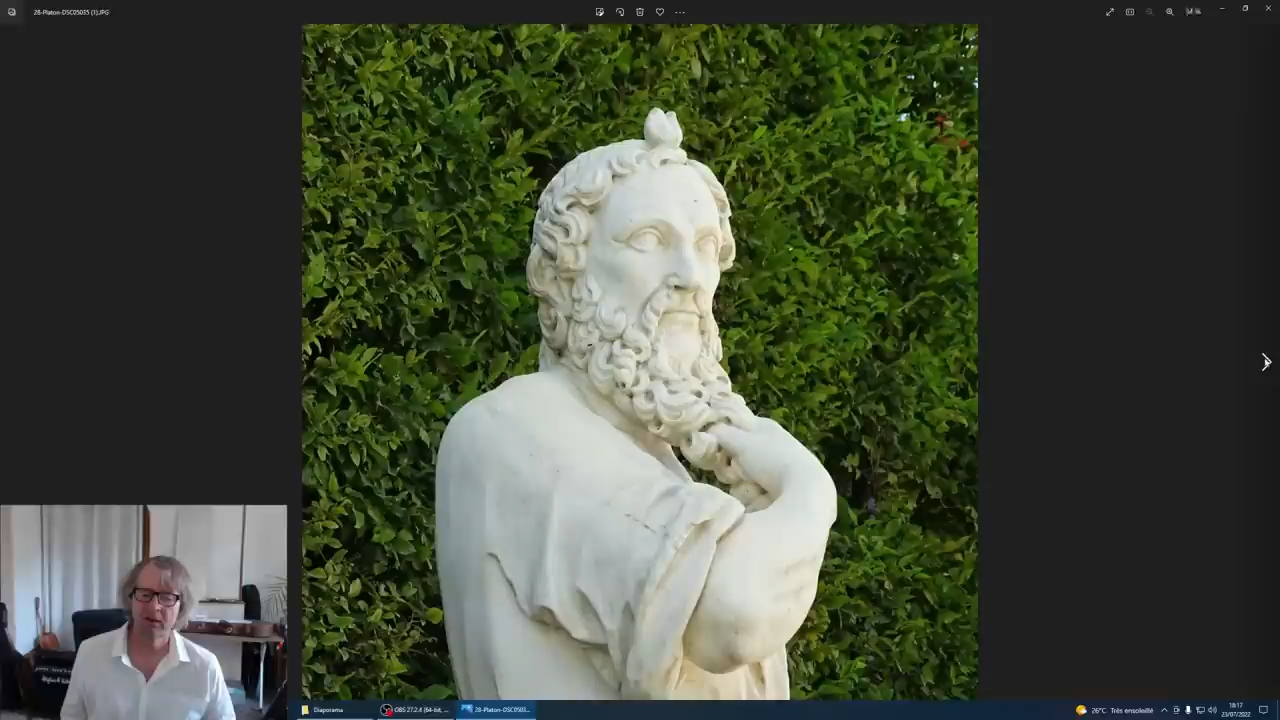 28-Platon-DSC05035 (1).JPG
Diaporama
OBS 27.2.4 (64-bit, ...
28-Platon-DSC0503...
26°C Très ensoleillé
18:17
23/07/2022